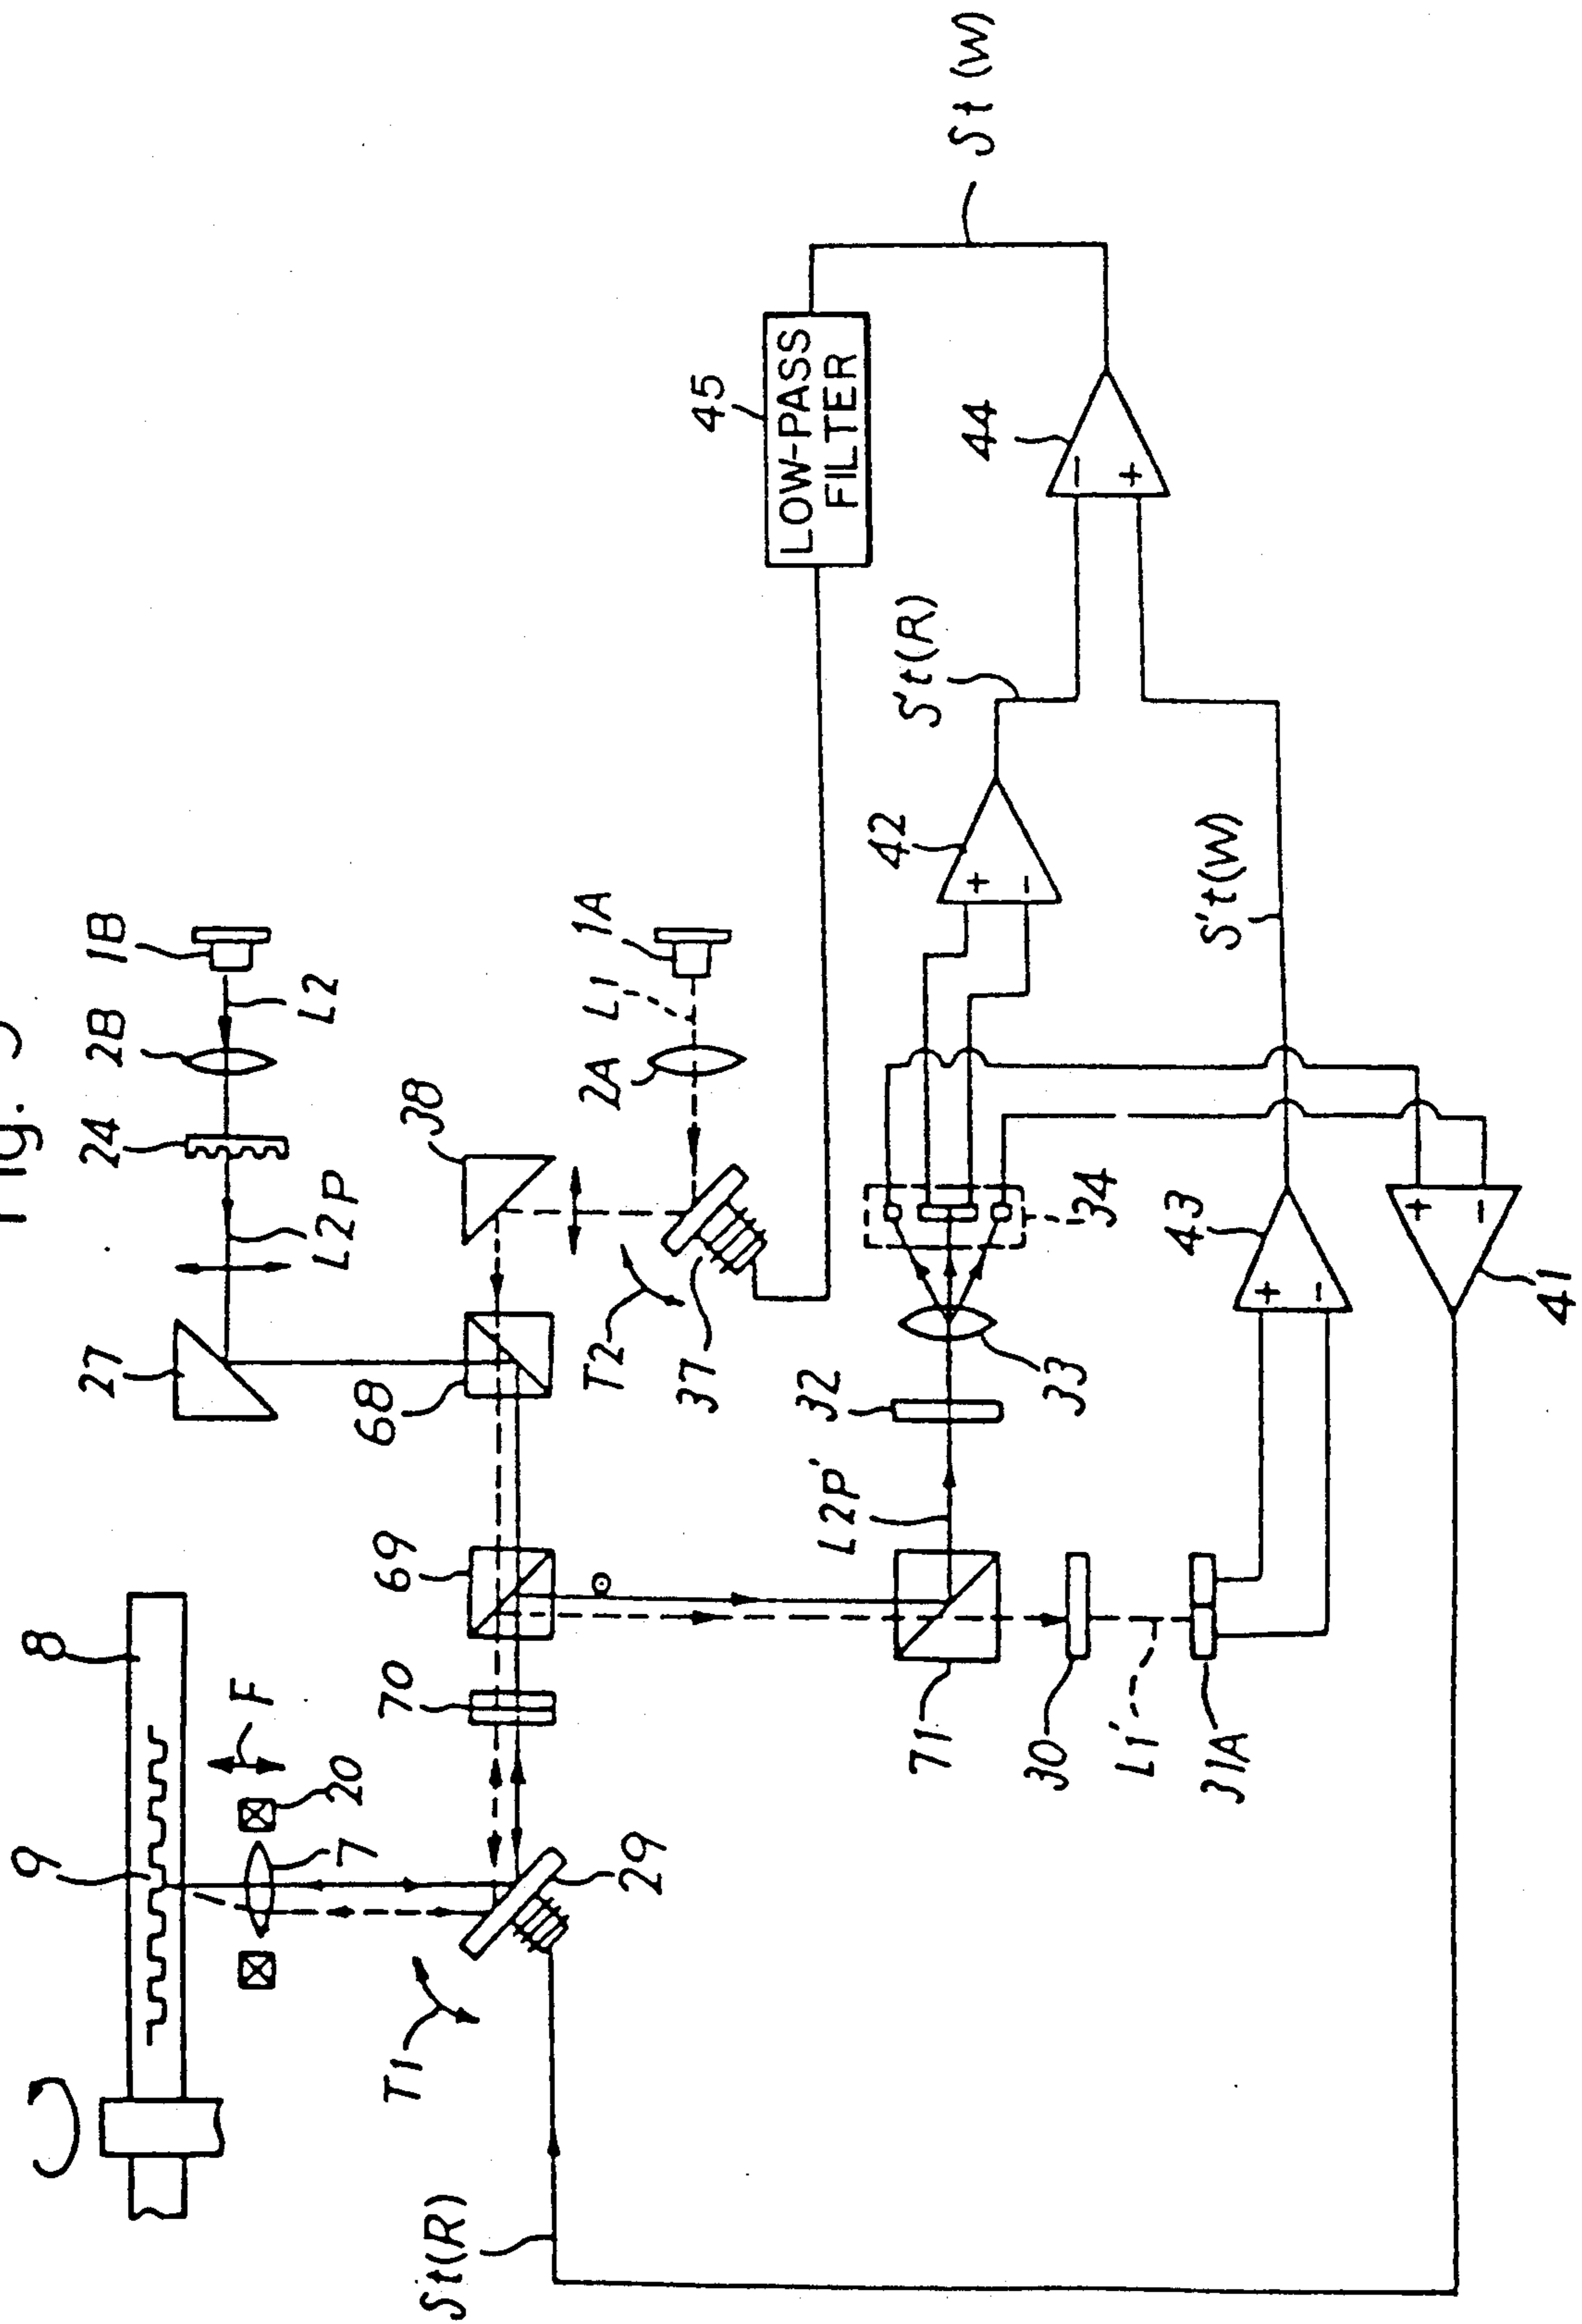 Fig.
8
9
F
20
7
T1
29
St(R)
70
69
68
27
24
2B
1B
L2
L2P
38
2A
L1
1A
T2
37
45
LOW-PASS
FILTER
St(W)
44
-
+
S't(R)
42
+
-
S't(W)
34
33
32
L2P'
71
30
L1'
31A
43
+
-
41
+
-